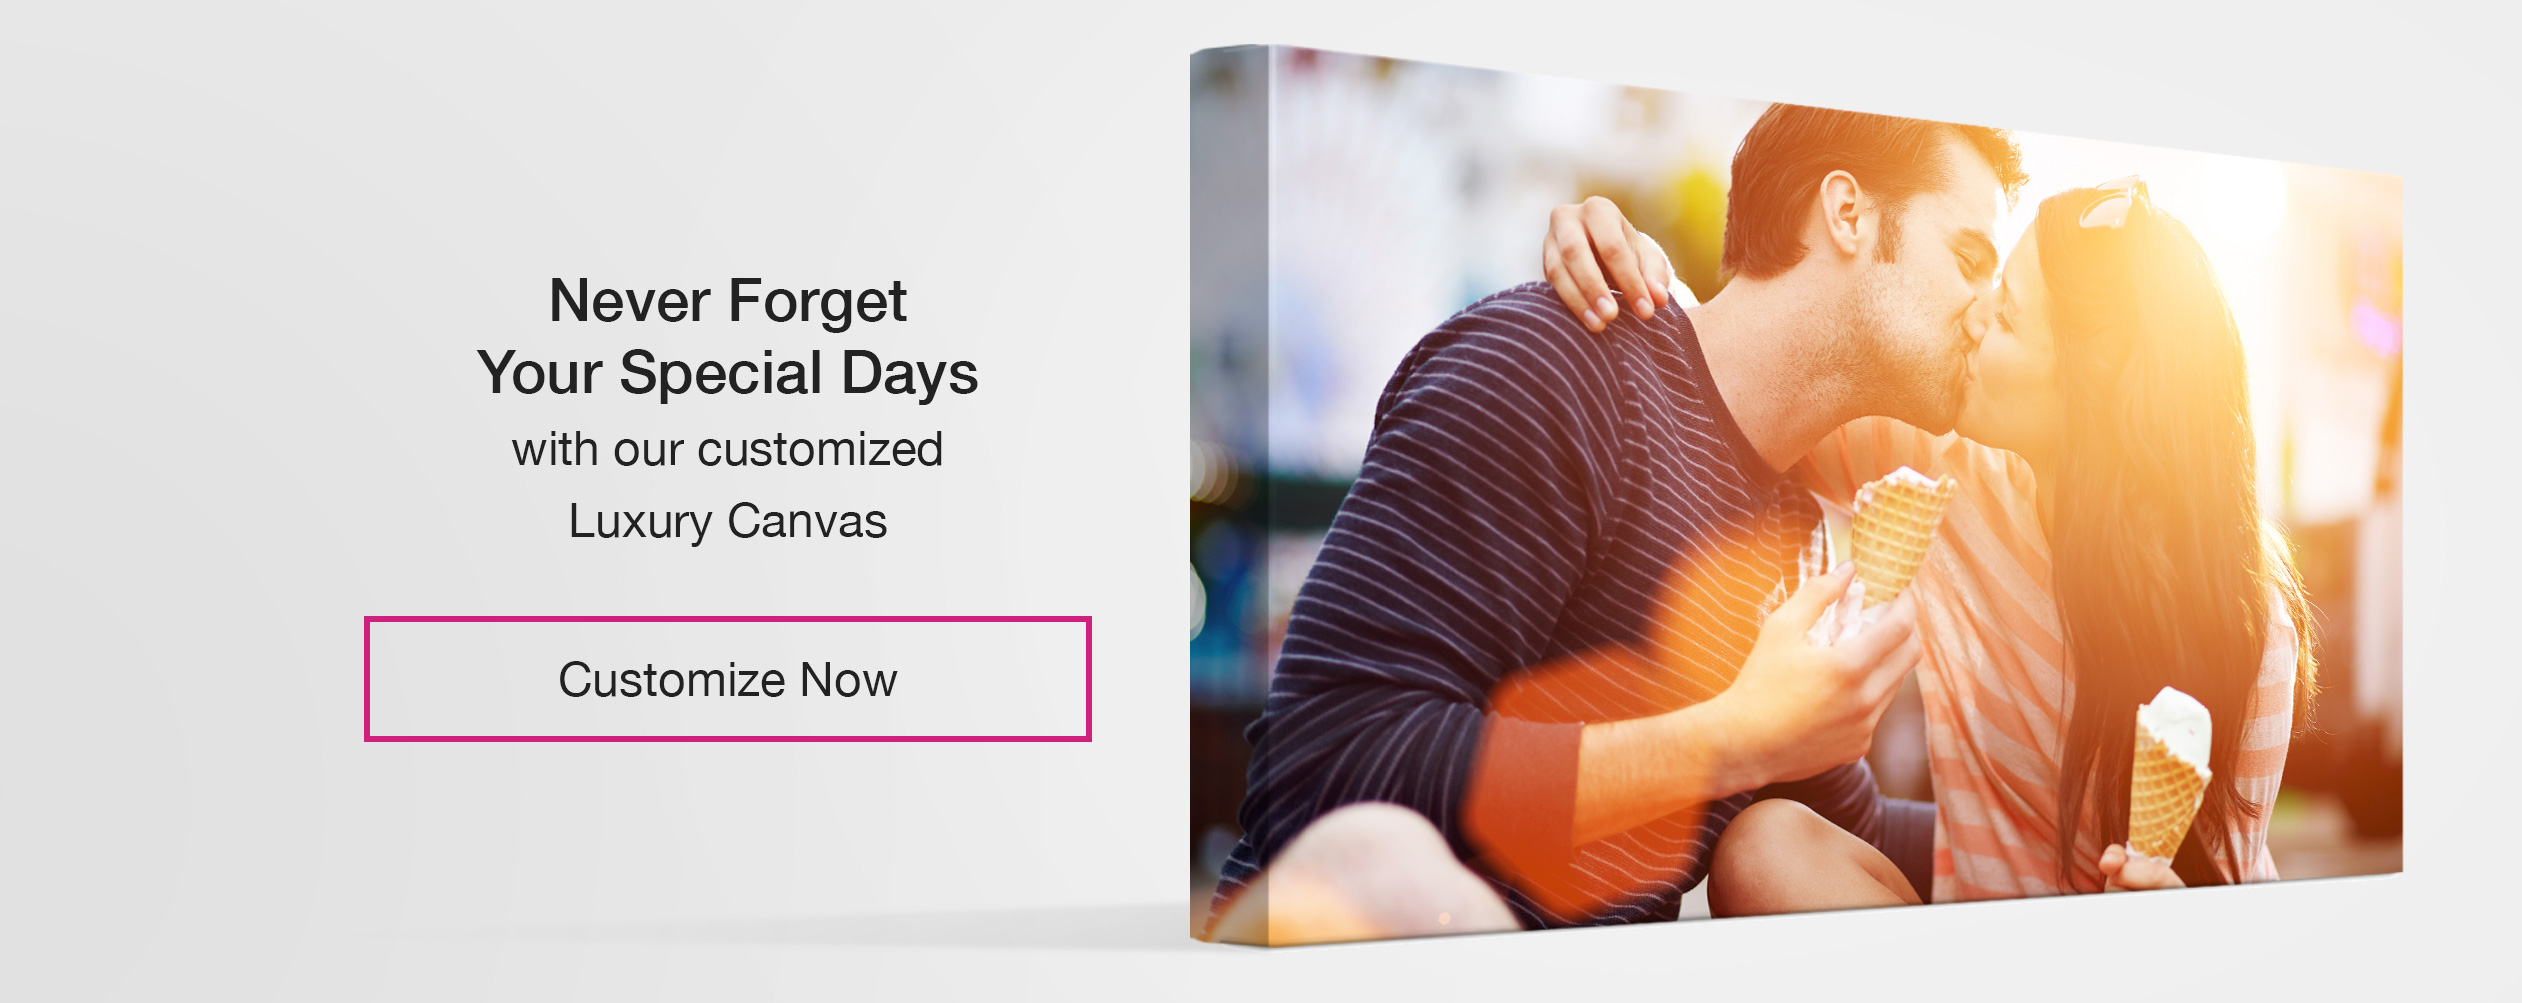 Never Forget
Your Special Days
with our customized
Luxury Canvas
Customize Now